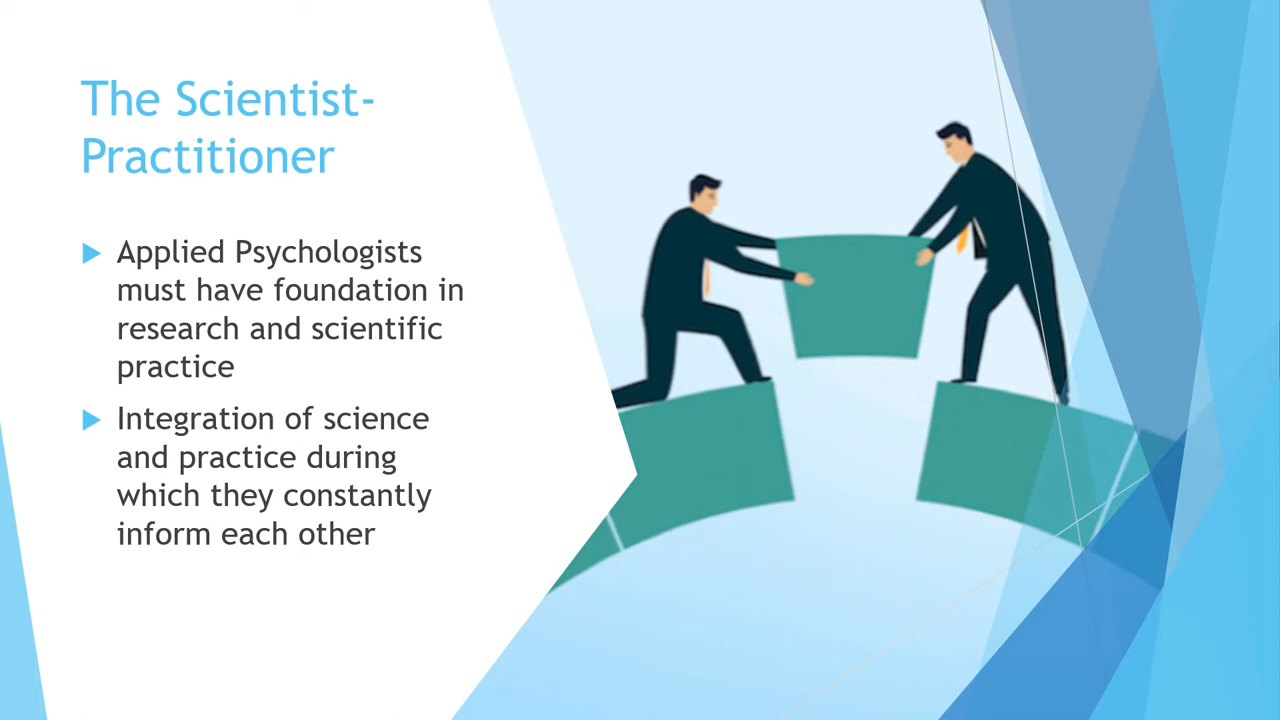 The Scientist-
Practitioner
Applied Psychologists
must have foundation in
research and scientific
practice
Integration of science
and practice during
which they constantly
inform each other